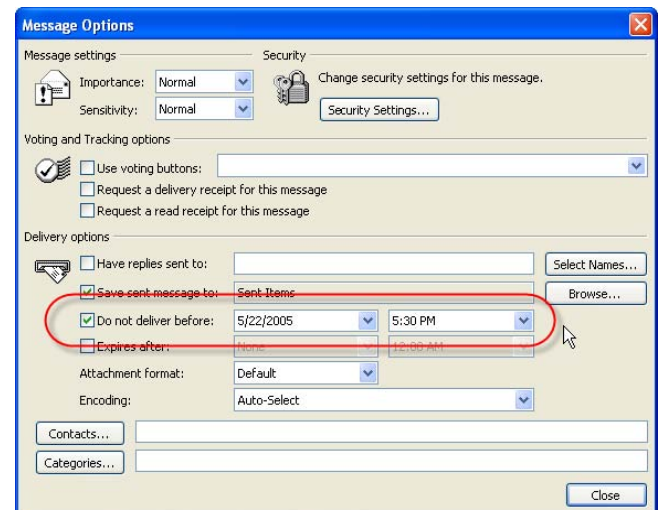 Message Options
Message settings
Security
Importance: Normal
Change security settings for this message.
Sensitivity: Normal
Security Settings...
Voting and Tracking options
Use voting buttons:
Request a delivery receipt for this message
Request a read receipt for this message
Delivery options
Have replies sent to:
Select Names...
Save sent message to: Sent Items
Browse...
Do not deliver before: 5/22/2005 5:30 PM
Expires after: None 12:00 AM
Attachment format: Default
Encoding: Auto-Select
Contacts...
Categories...
Close